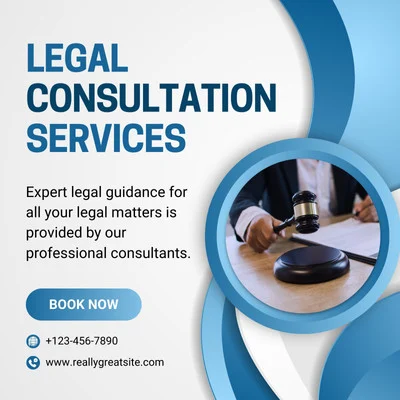 LEGAL
CONSULTATION
SERVICES
Expert legal guidance for
all your legal matters is
provided by our
professional consultants.
BOOK NOW
+123-456-7890
www.reallygreatsite.com